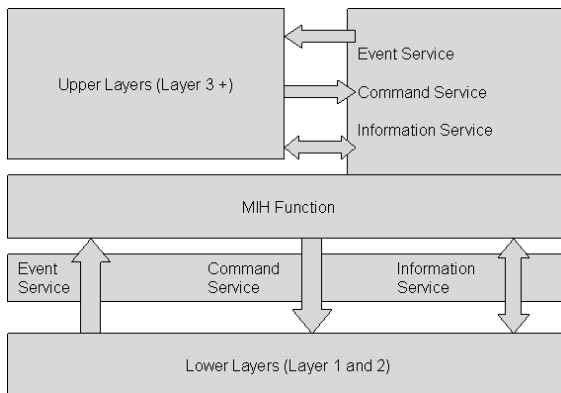 Upper Layers (Layer 3 +)
Event Service
Command Service
Information Service
MIH Function
Event
Service
Command
Service
Information
Service
Lower Layers (Layer 1 and 2)